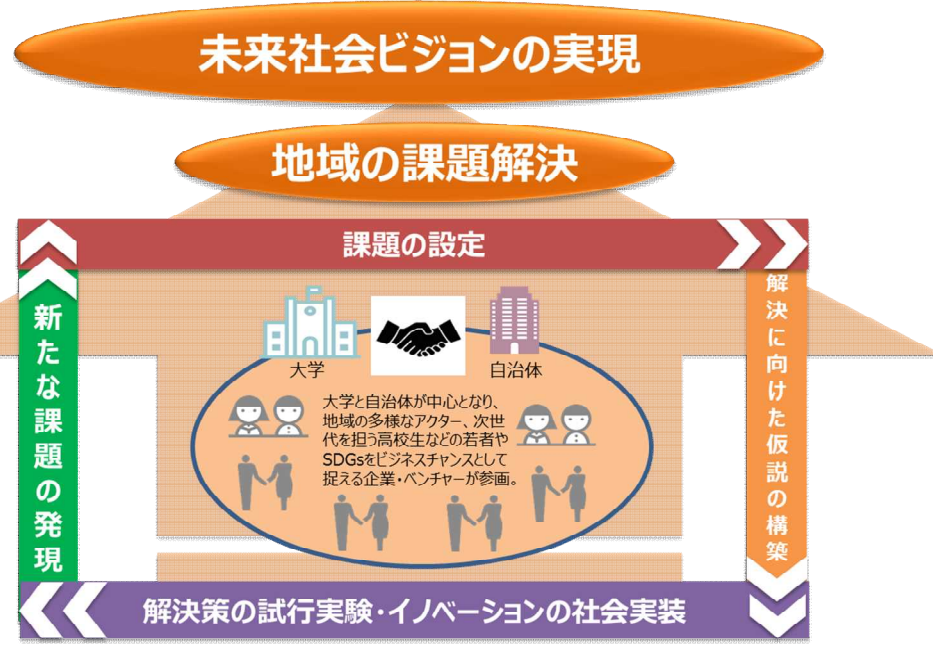 未来社会ビジョンの実現
地域の課題解決
課題の設定
新たな課題の発現
解決に向けた仮説の構築
大学
自治体
大学と自治体が中心となり、
地域の多様なアクター、次世
代を担う高校生などの若者や
SDGsをビジネスチャンスとして
捉える企業・ベンチャーが参画。
解決策の試行実験・イノベーションの社会実装